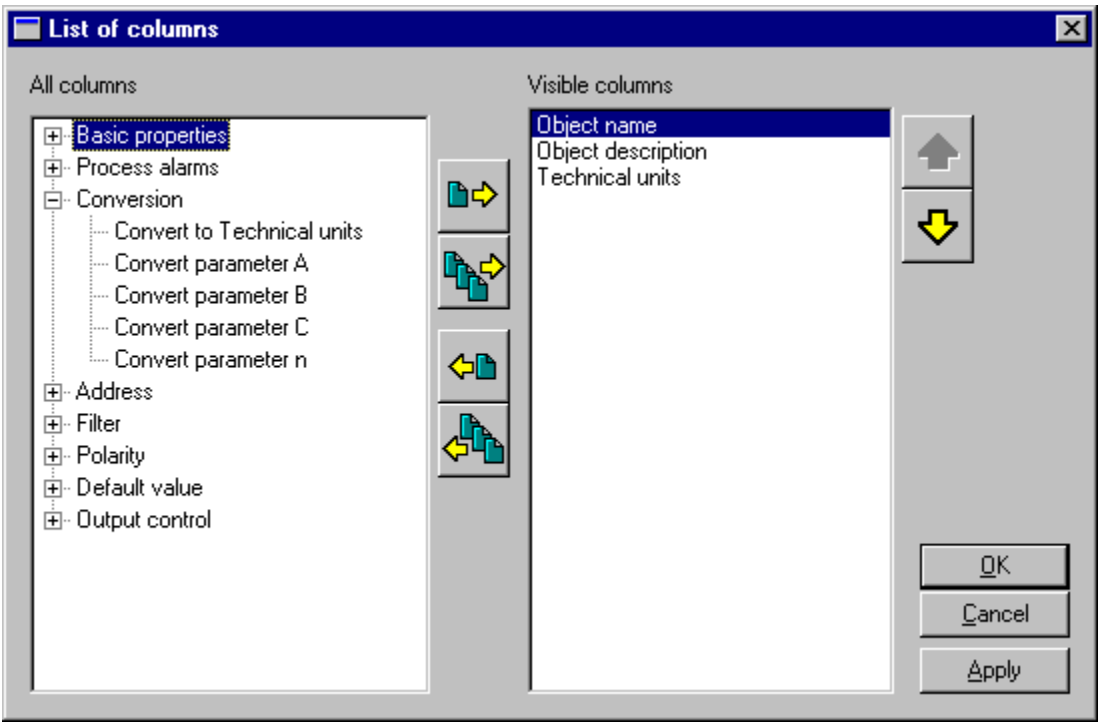 List of columns
All columns
Basic properties
Process alarms
Conversion
Convert to Technical units
Convert parameter A
Convert parameter B
Convert parameter C
Convert parameter n
Address
Filter
Polarity
Default value
Output control
Visible columns
Object name
Object description
Technical units
OK
Cancel
Apply